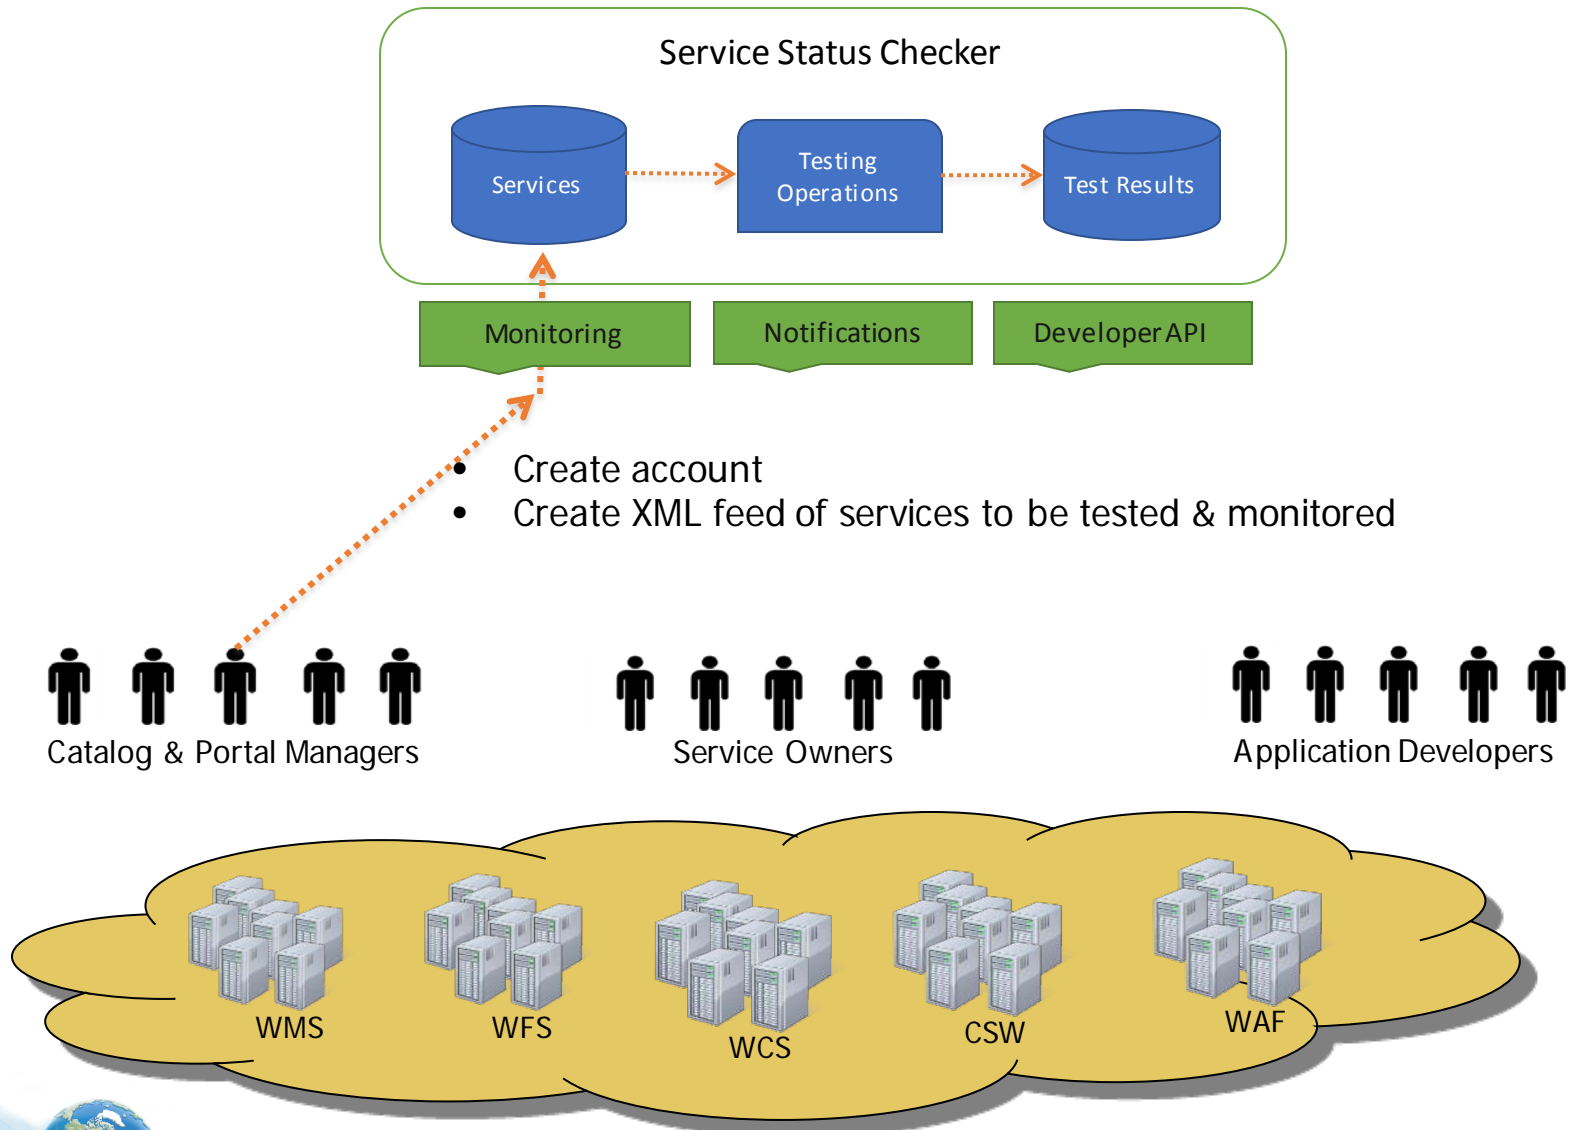 Service Status Checker
Services
Testing
Operations
Test Results
Monitoring
Notifications
Developer API
• Create account
• Create XML feed of services to be tested & monitored
Catalog & Portal Managers
Service Owners
Application Developers
WMS
WFS
WCS
CSW
WAF